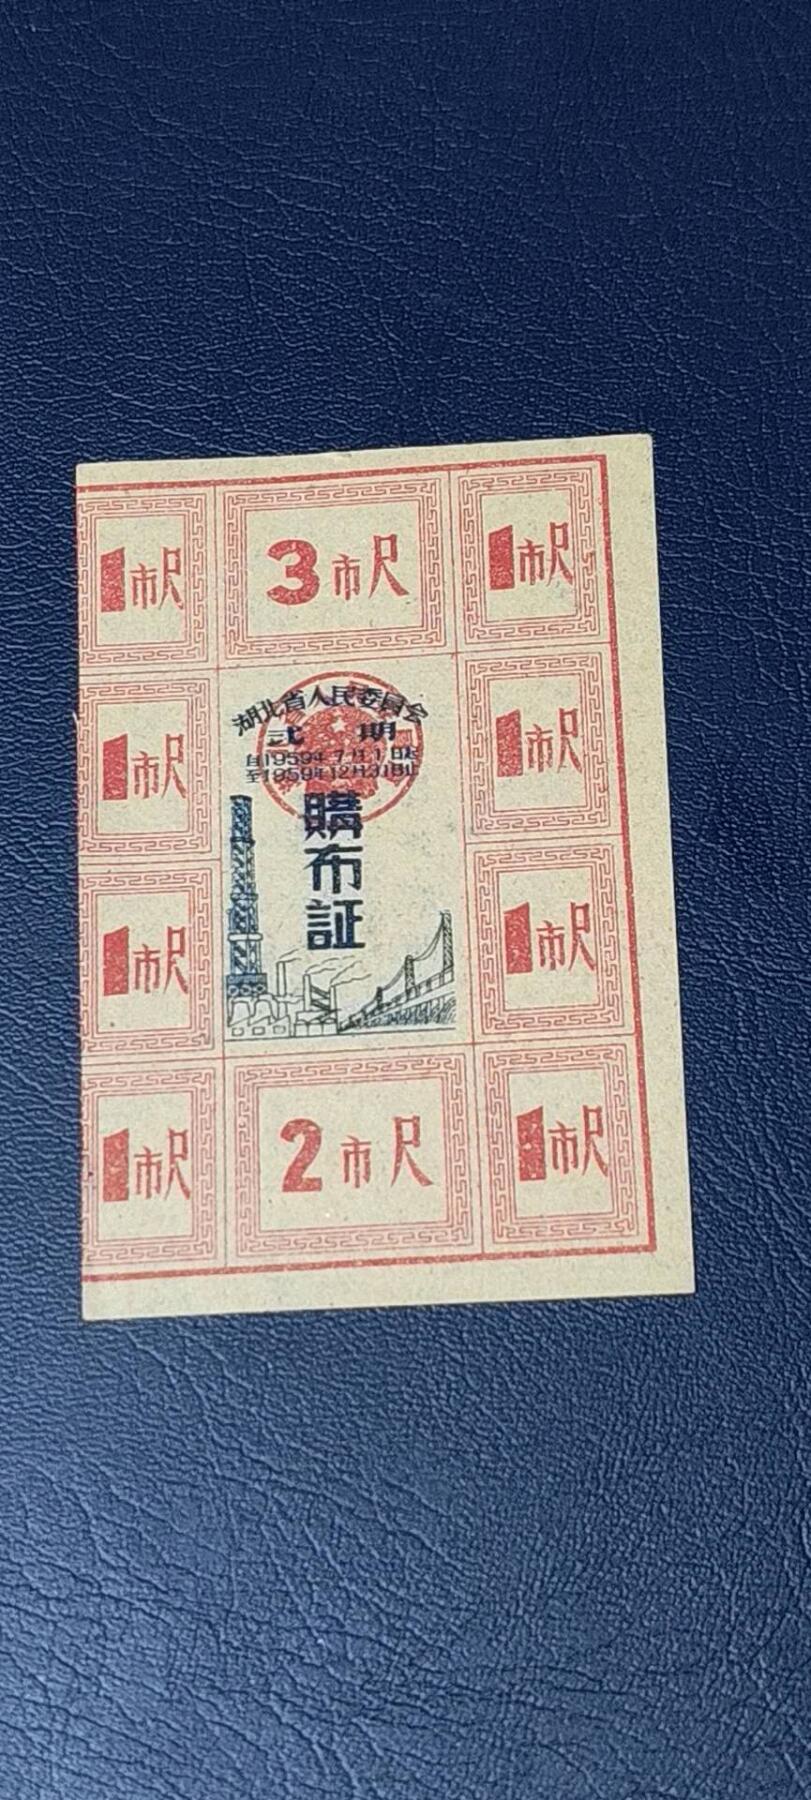 1市尺
3市尺
1市尺
湖北省人民委員会
弍期
自1959年7月1日起
至1959年12月31日止
購布証
1市尺
1市尺
1市尺
1市尺
1市尺
2市尺
1市尺